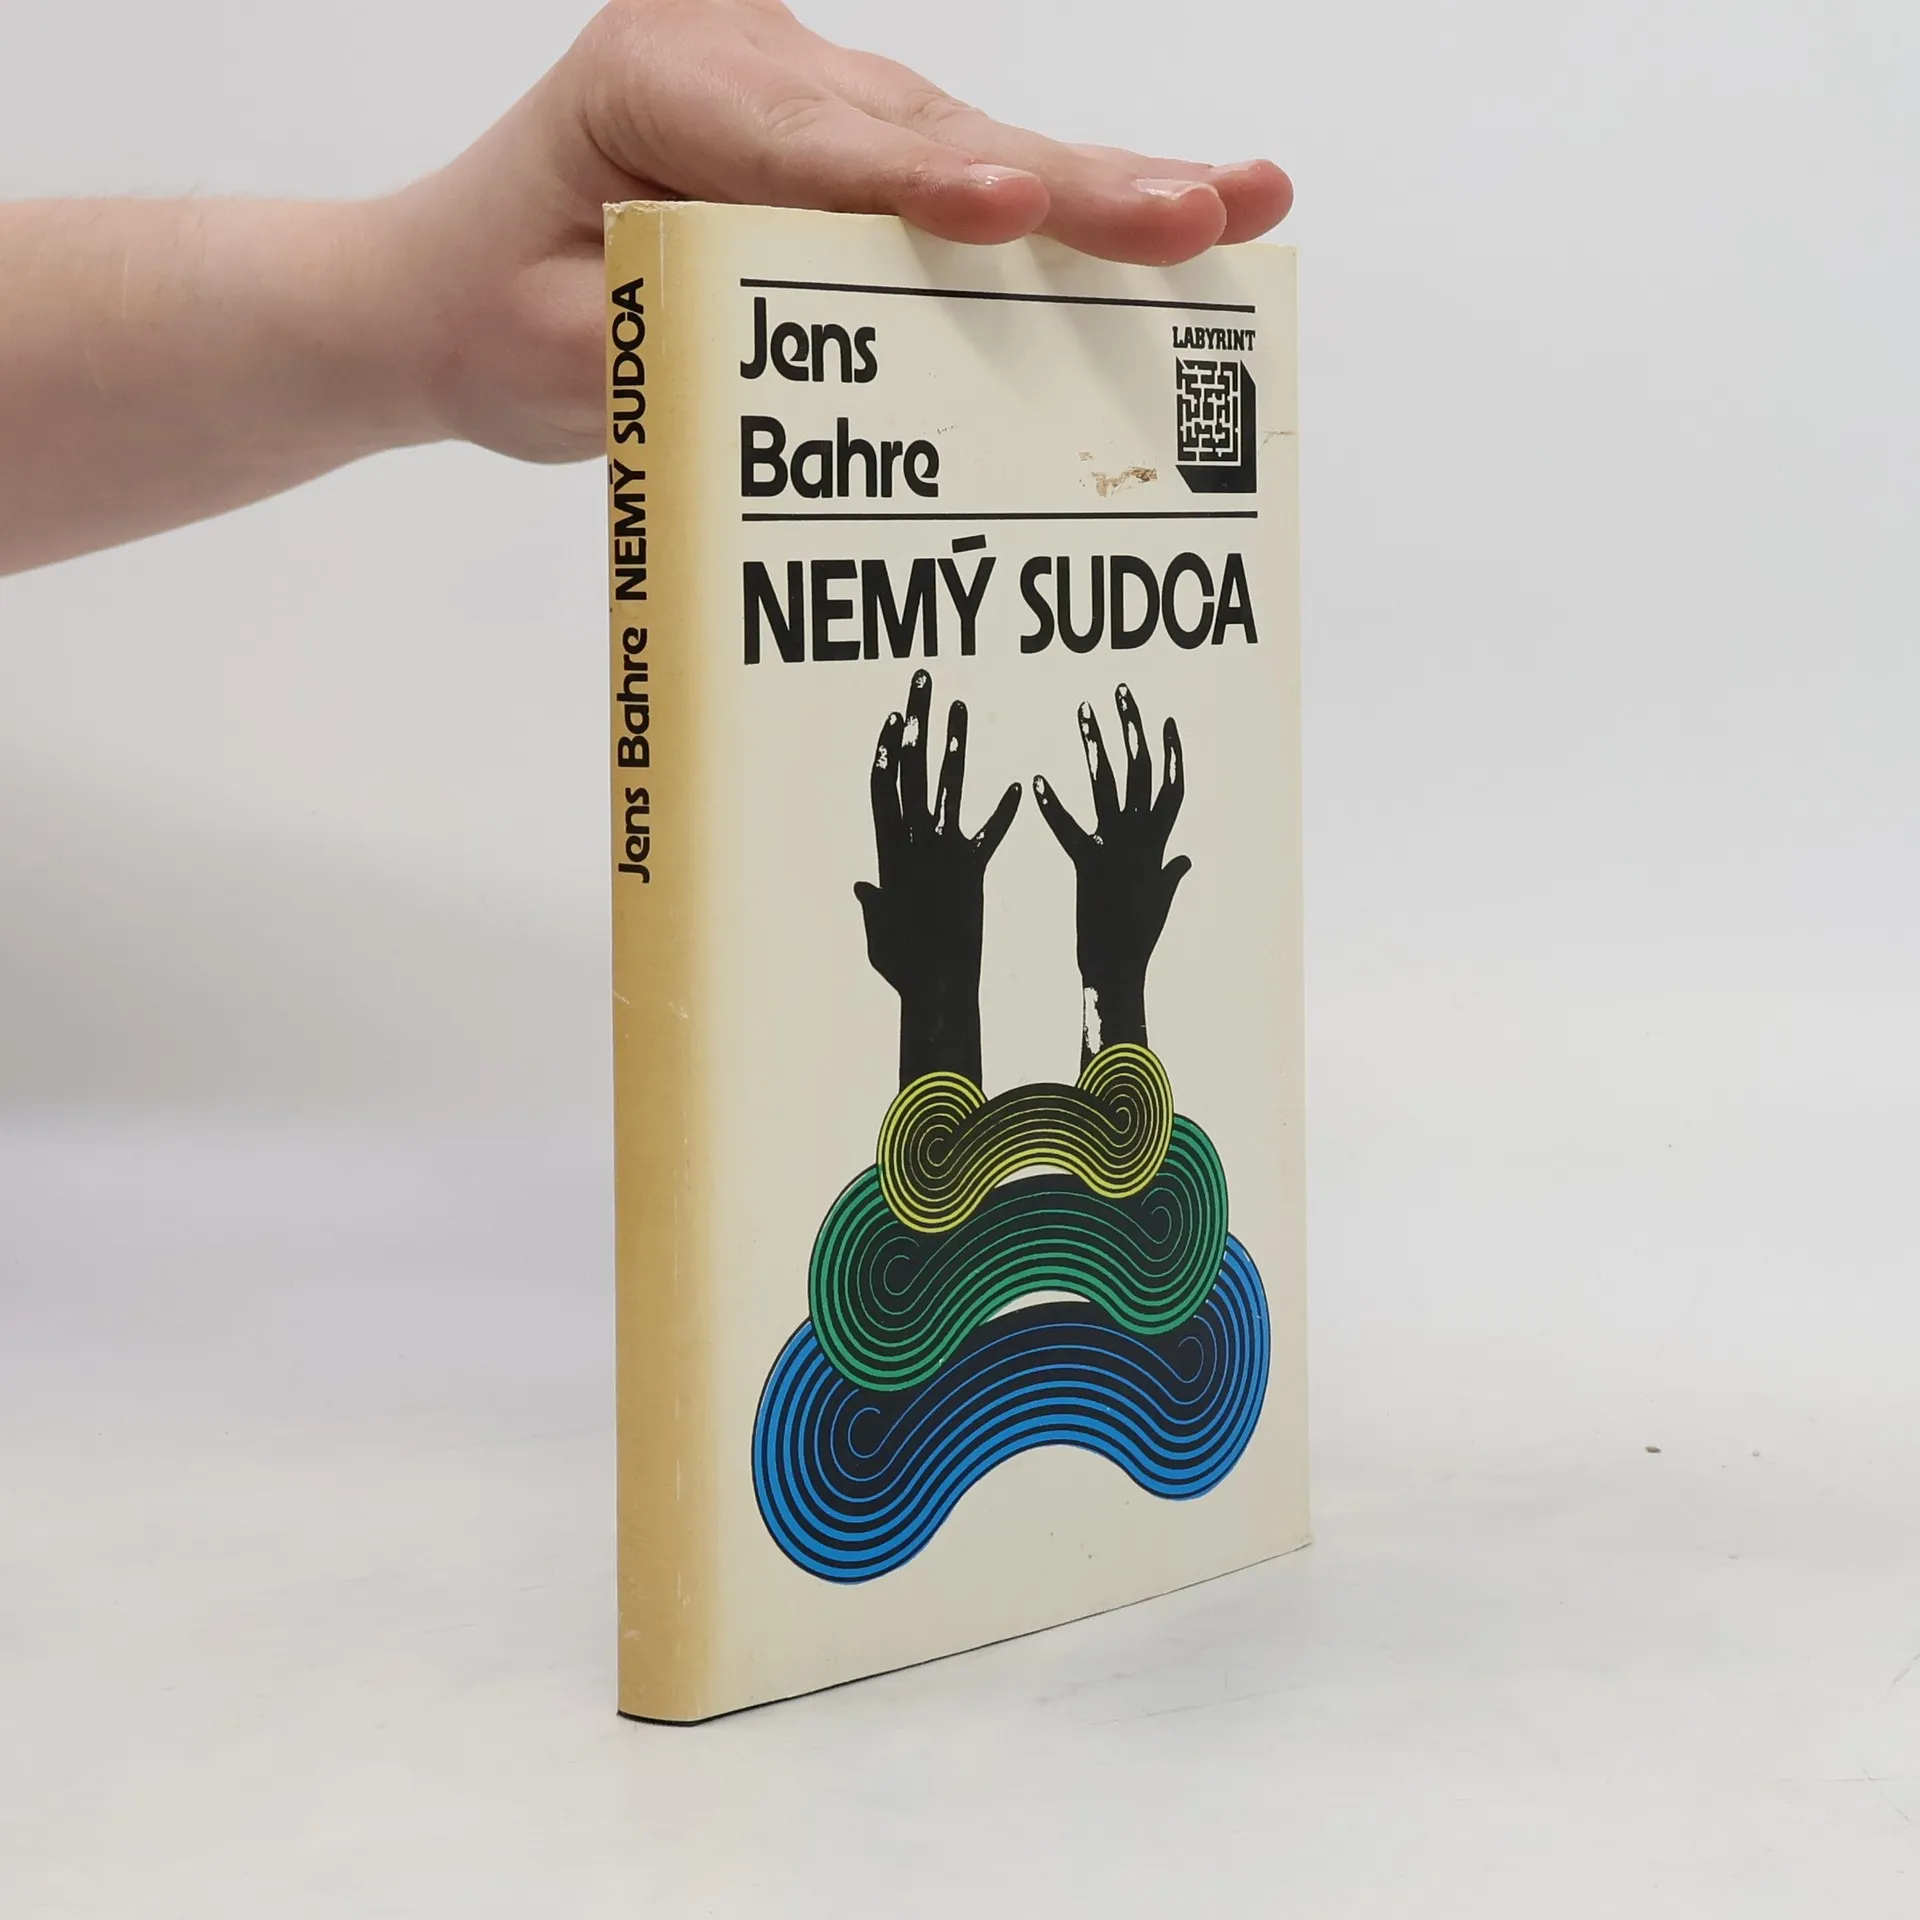 Jens Bahre NEMÝ SUDCA
Jens
Bahre
LABYRINT
NEMÝ SUDCA